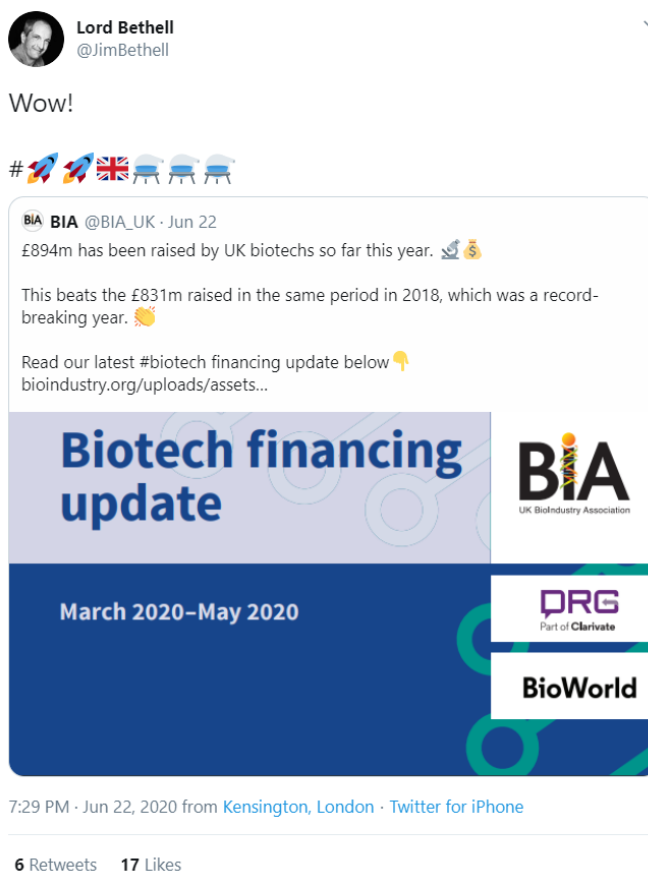 Lord Bethell
@JimBethell
Wow!
#🚀🚀🇬🇧⚗️⚗️⚗️
BIA BIA @BIA_UK · Jun 22
£894m has been raised by UK biotechs so far this year. 🔬💰
This beats the £831m raised in the same period in 2018, which was a record-
breaking year. 👏
Read our latest #biotech financing update below👇
bioindustry.org/uploads/assets...
Biotech financing
update
BIA
UK BioIndustry Association
March 2020–May 2020
DRG
Part of Clarivate
BioWorld
7:29 PM · Jun 22, 2020 from Kensington, London · Twitter for iPhone
6 Retweets 17 Likes